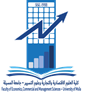 كلية العلوم الاقتصادية والتجارية وعلوم التسيير - جامعة المسيلة
Faculty of Economics, Commercial and Management Sciences - University of M'sila